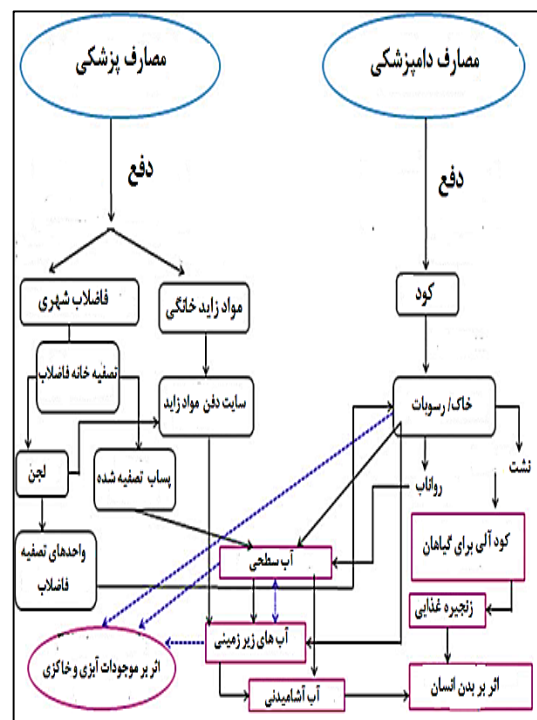 مصارف پزشکی
مصارف دامپزشکی
دفع
دفع
فاضلاب شهری
مواد زاید خانگی
کود
تصفیه خانه فاضلاب
سایت دفن مواد زاید
خاک/ رسوبات
لجن
پساب تصفیه شده
رواناب
نشت
واحدهای تصفیه
فاضلاب
آب سطحی
کود آلی برای گیاهان
زنجیره غذایی
آب های زیر زمینی
اثر بر موجودات آبزی و خاکزی
آب آشامیدنی
اثر بر بدن انسان